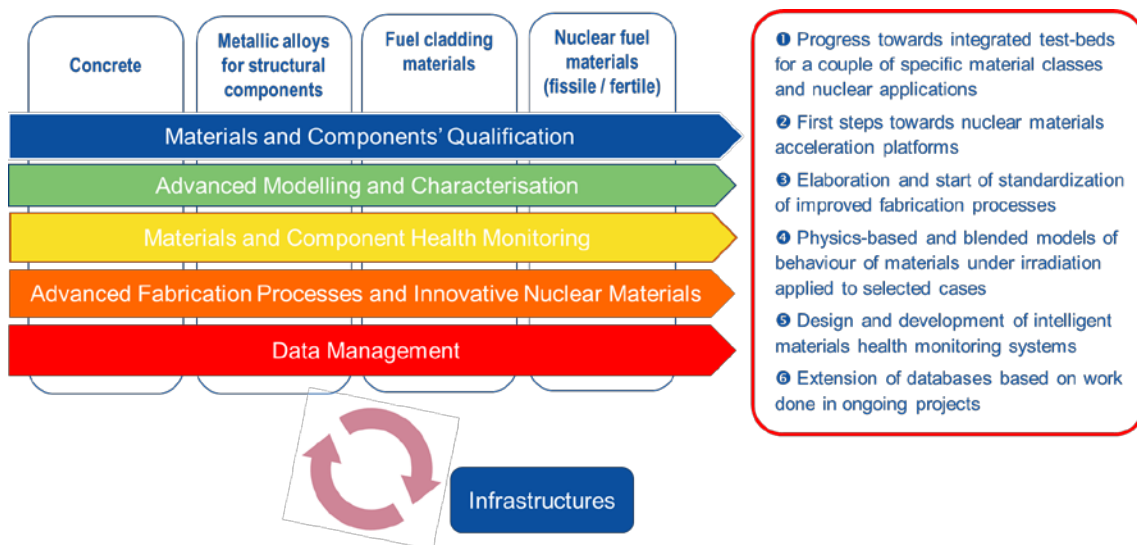 Concrete
Metallic alloys
for structural
components
Fuel cladding
materials
Nuclear fuel
materials
(fissile / fertile)
Materials and Components' Qualification
Advanced Modelling and Characterisation
Materials and Component Health Monitoring
Advanced Fabrication Processes and Innovative Nuclear Materials
Data Management
Infrastructures
❶ Progress towards integrated test-beds
for a couple of specific material classes
and nuclear applications
❷ First steps towards nuclear materials
acceleration platforms
❸ Elaboration and start of standardization
of improved fabrication processes
❹ Physics-based and blended models of
behaviour of materials under irradiation
applied to selected cases
❺ Design and development of intelligent
materials health monitoring systems
❻ Extension of databases based on work
done in ongoing projects